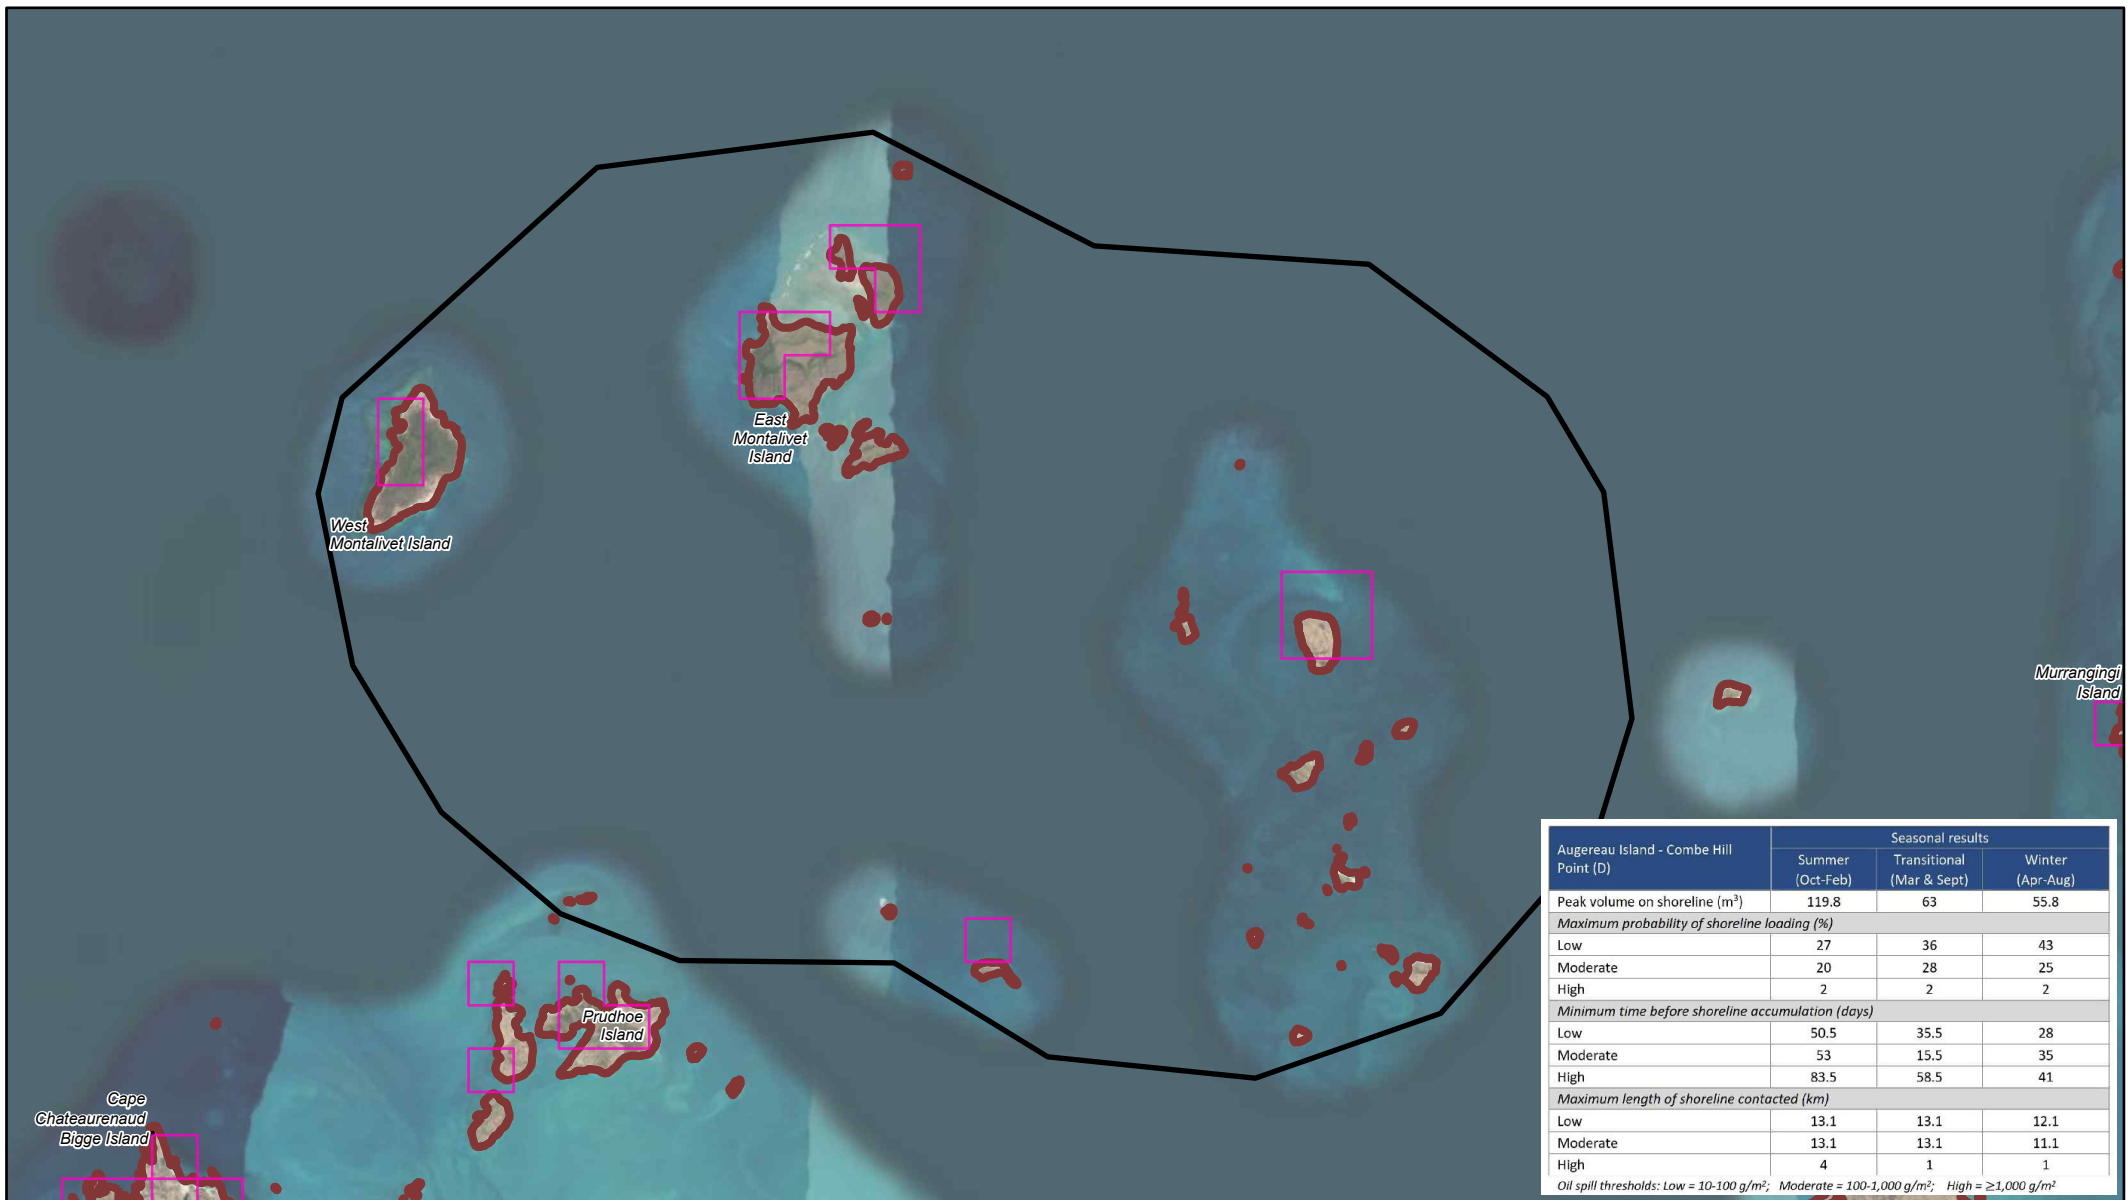 East
Montalivet
Island
West
Montalivet Island
Murrangingi
Island
Prudhoe
Island
Cape
Chateaurenaud
Bigge Island
Augereau Island - Combe Hill Point (D) Seasonal results
Summer (Oct-Feb) Transitional (Mar & Sept) Winter (Apr-Aug)
Peak volume on shoreline (m³) 119.8 63 55.8
Maximum probability of shoreline loading (%)
Low 27 36 43
Moderate 20 28 25
High 2 2 2
Minimum time before shoreline accumulation (days)
Low 50.5 35.5 28
Moderate 53 15.5 35
High 83.5 58.5 41
Maximum length of shoreline contacted (km)
Low 13.1 13.1 12.1
Moderate 13.1 13.1 11.1
High 4 1 1
Oil spill thresholds: Low = 10-100 g/m²; Moderate = 100-1,000 g/m²; High = ≥1,000 g/m²